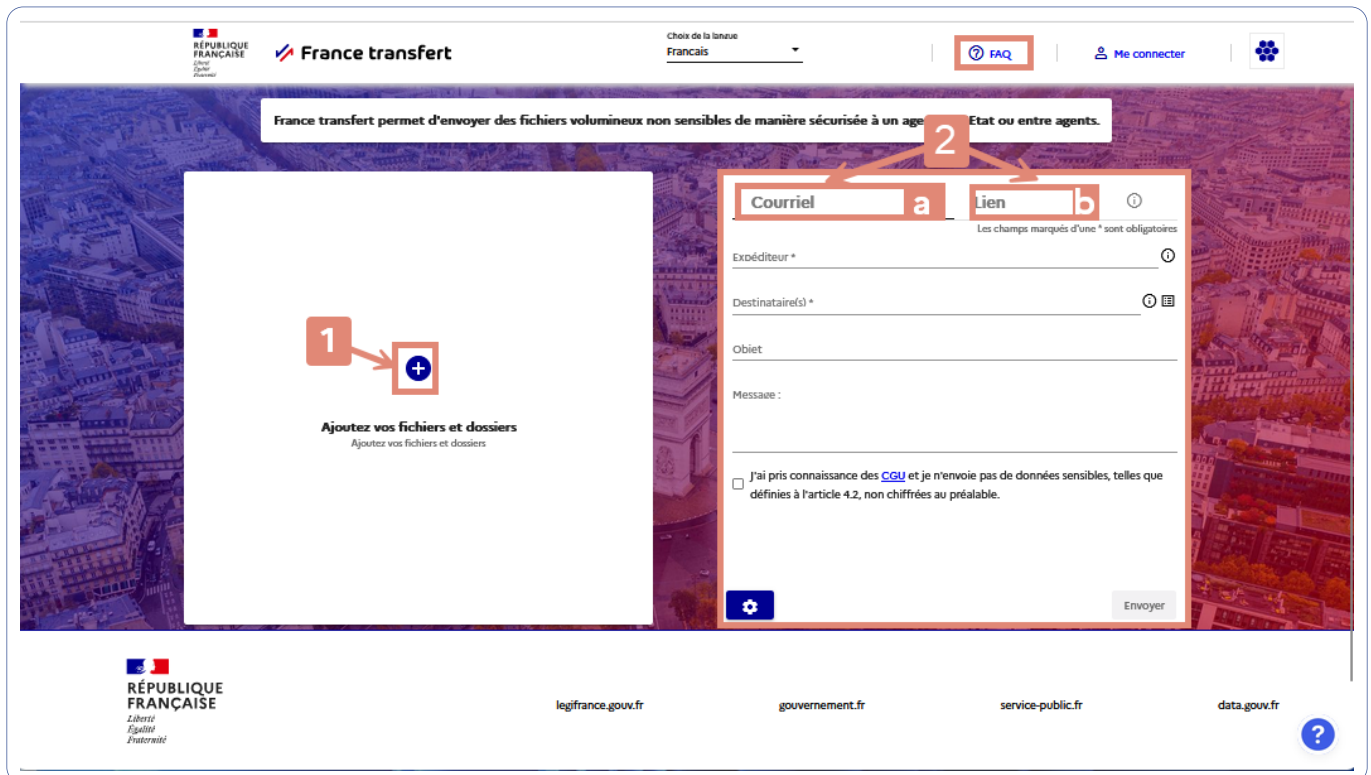 RÉPUBLIQUE
FRANÇAISE
Liberté
Égalité
Fraternité
France transfert
Choix de la langue
Francais
FAQ
Me connecter
France transfert permet d'envoyer des fichiers volumineux non sensibles de manière sécurisée à un age Etat ou entre agents.
2
Courriel a
Lien b
Les champs marqués d'une * sont obligatoires
Expéditeur *
Destinataire(s) *
Objet
Message :
1
Ajoutez vos fichiers et dossiers
Ajoutez vos fichiers et dossiers
J'ai pris connaissance des CGU et je n'envoie pas de données sensibles, telles que
définies à l'article 4.2, non chiffrées au préalable.
Envoyer
RÉPUBLIQUE
FRANÇAISE
Liberté
Égalité
Fraternité
legifrance.gouv.fr
gouvernement.fr
service-public.fr
data.gouv.fr
?